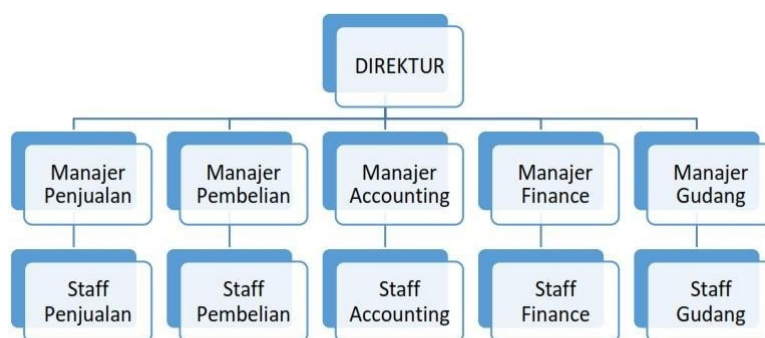 DIREKTUR
Manajer
Penjualan
Manajer
Pembelian
Manajer
Accounting
Manajer
Finance
Manajer
Gudang
Staff
Penjualan
Staff
Pembelian
Staff
Accounting
Staff
Finance
Staff
Gudang